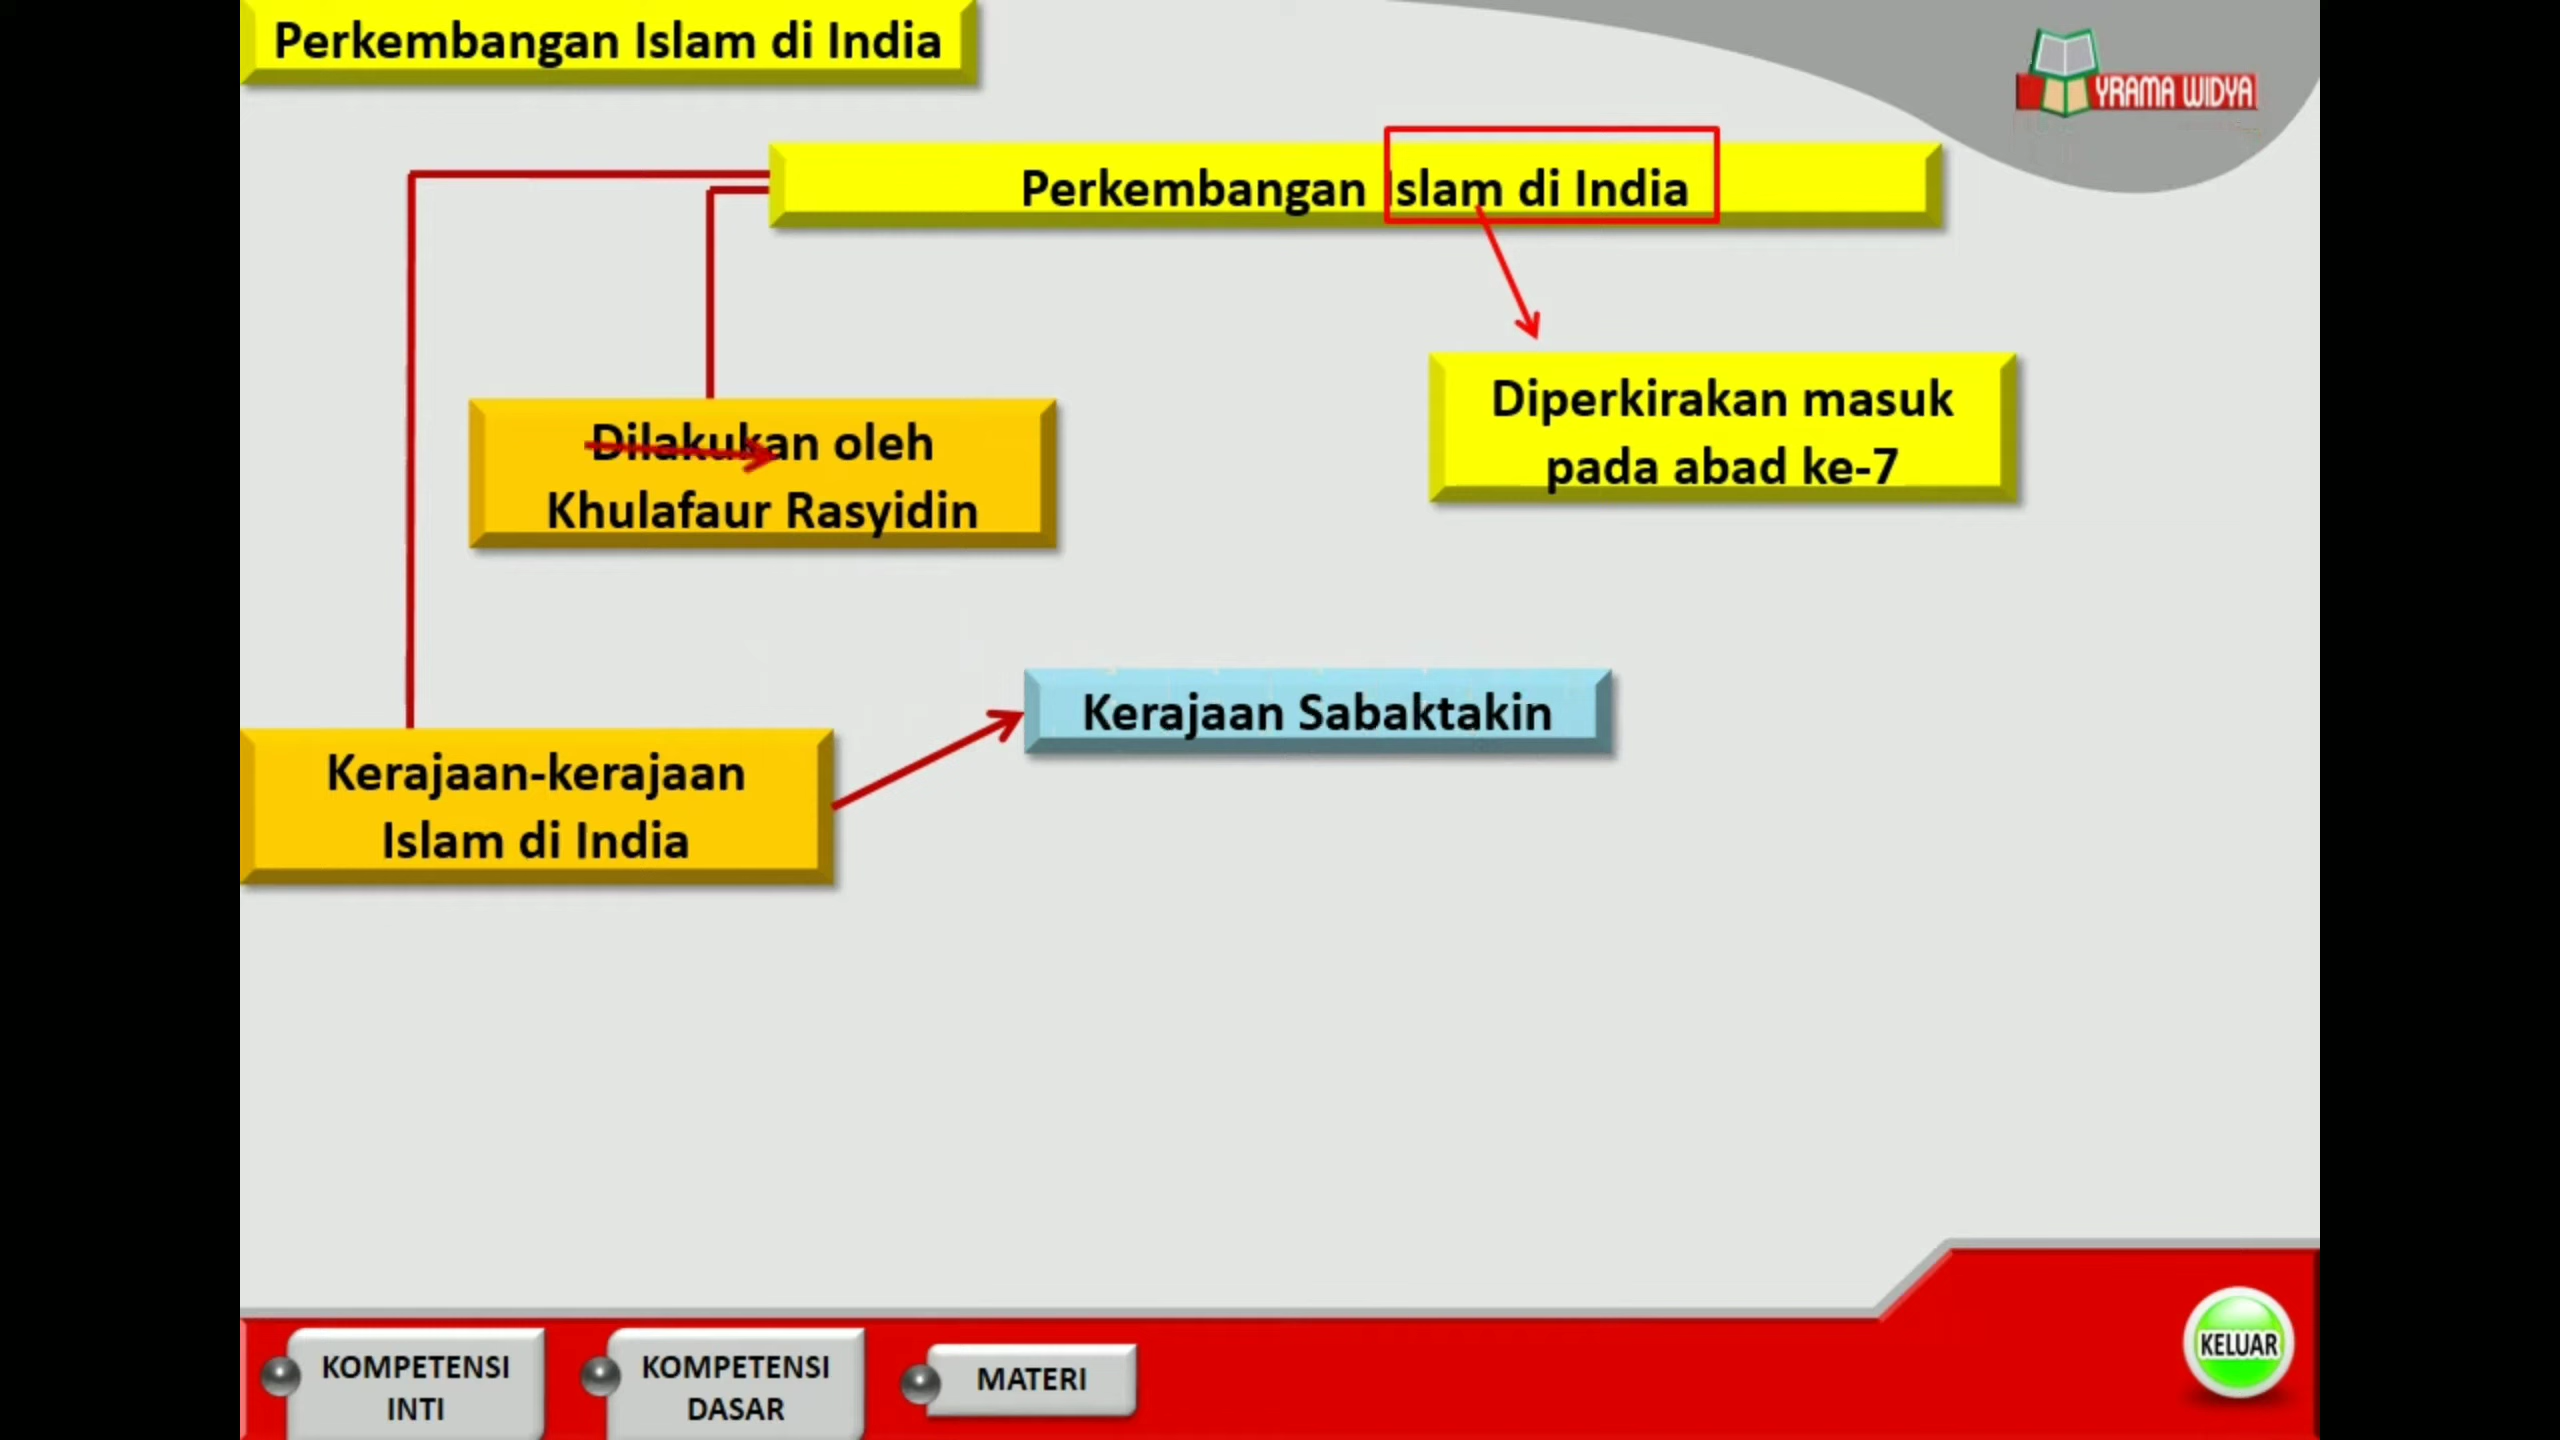 Perkembangan Islam di India
YRAMA WIDYA
Perkembangan Islam di India
Diperkirakan masuk
pada abad ke-7
Dilakukan oleh
Khulafaur Rasyidin
Kerajaan Sabaktakin
Kerajaan-kerajaan
Islam di India
KOMPETENSI
INTI
KOMPETENSI
DASAR
MATERI
KELUAR